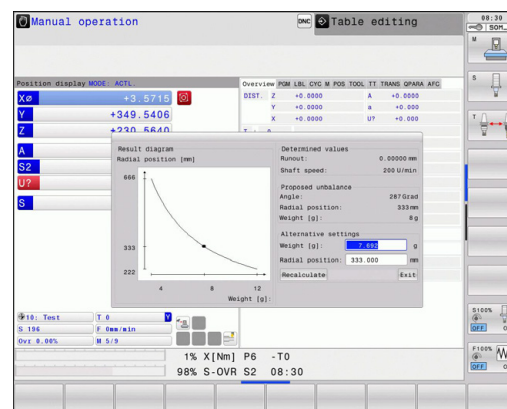 Manual operation
DNC
Table editing
08:30
Position display MODE: ACTL.
Overview PGM LBL CYC M POS TOOL TT TRANS QPARA AFC
X +3.5715
Y +349.5406
Z +230.5640
A
S2
U?
S
DIST. Z +0.0000 A +0.0000
Y +0.0000 a +0.000
X +0.0000 U? +0.000
M
S
T
Result diagram
Radial position [mm]
666
333
222
4 8 12
Weight [g]:
Determined values
Runout: 0.00000 mm
Shaft speed: 200 U/min
Proposed unbalance
Angle: 287 Grad
Radial position: 333 mm
Weight [g]: 8 g
Alternative settings
Weight [g]: 7.692 g
Radial position: 333.000 mm
Recalculate Exit
10: Test T 0
S 196 F 0mm/min
Ovr 0.00% M 5/9
1% X[Nm] P6 -T0
98% S-OVR S2 08:30
S100%
OFF
F100%
OFF